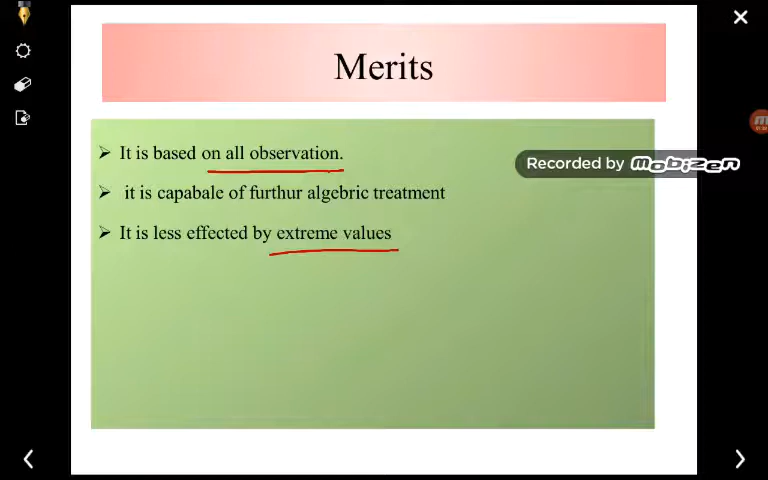 Merits
It is based on all observation.
Recorded by mobizen
it is capabale of furthur algebric treatment
It is less effected by extreme values